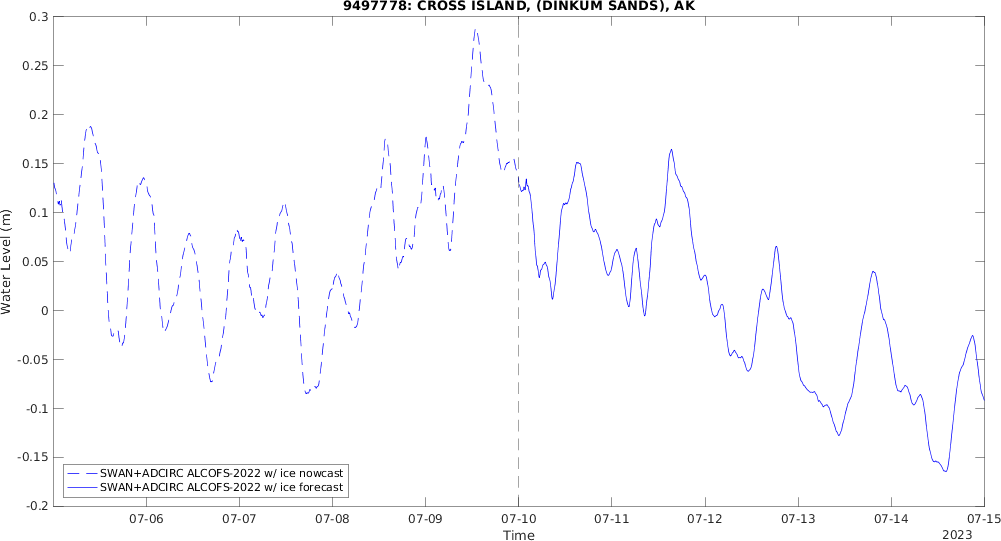 9497778: CROSS ISLAND, (DINKUM SANDS), AK
0.3
0.25
0.2
0.15
0.1
0.05
0
-0.05
-0.1
-0.15
-0.2
Water Level (m)
SWAN+ADCIRC ALCOFS-2022 w/ ice nowcast
SWAN+ADCIRC ALCOFS-2022 w/ ice forecast
07-06 07-07 07-08 07-09 07-10 07-11 07-12 07-13 07-14 07-15
Time
2023